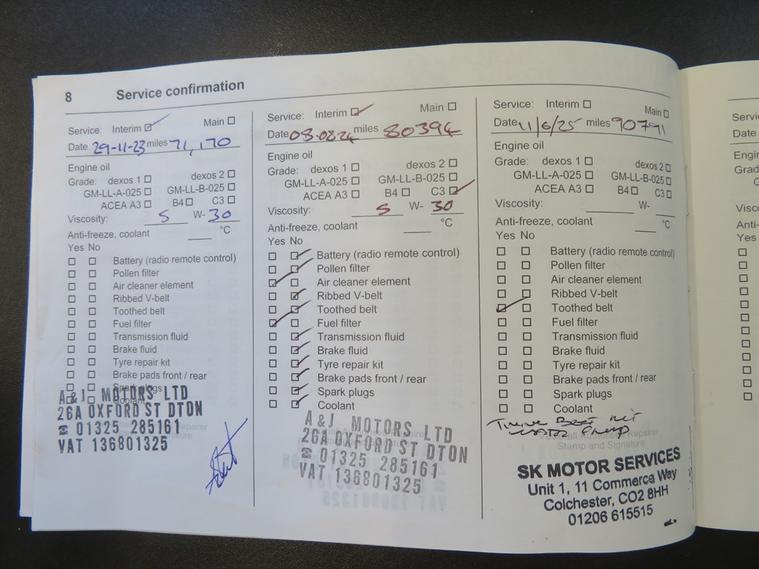 8 Service confirmation
Service: Interim Main
Date 29-11-23 miles 71,170
Engine oil
Grade: dexos 1 dexos 2
GM-LL-A-025 GM-LL-B-025
ACEA A3 B4 C3
Viscosity: 5 W- 30
Anti-freeze, coolant °C
Yes No
Battery (radio remote control)
Pollen filter
Air cleaner element
Ribbed V-belt
Toothed belt
Fuel filter
Transmission fluid
Brake fluid
Tyre repair kit
Brake pads front / rear
Spark plugs
Coolant
A&J MOTORS LTD
26A OXFORD ST DTON
☎ 01325 285161
VAT 136801325
Service: Interim Main
Date 08-02-24 miles 80394
Engine oil
Grade: dexos 1 dexos 2
GM-LL-A-025 GM-LL-B-025
ACEA A3 B4 C3
Viscosity: 5 W- 30
Anti-freeze, coolant °C
Yes No
Battery (radio remote control)
Pollen filter
Air cleaner element
Ribbed V-belt
Toothed belt
Fuel filter
Transmission fluid
Brake fluid
Tyre repair kit
Brake pads front / rear
Spark plugs
Coolant
A&J MOTORS LTD
26A OXFORD ST DTON
☎ 01325 285161
VAT 136801325
Service: Interim Main
Date 11/6/25 miles 90791
Engine oil
Grade: dexos 1 dexos 2
GM-LL-A-025 GM-LL-B-025
ACEA A3 B4 C3
Viscosity: W-
Anti-freeze, coolant °C
Yes No
Battery (radio remote control)
Pollen filter
Air cleaner element
Ribbed V-belt
Toothed belt
Fuel filter
Transmission fluid
Brake fluid
Tyre repair kit
Brake pads front / rear
Spark plugs
Coolant
Belt Kit
Pump
Stamp and Signature
SK MOTOR SERVICES
Unit 1, 11 Commerce Way
Colchester, CO2 8HH
01206 615515